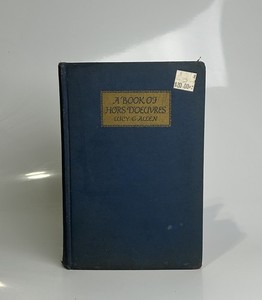 A BOOK OF
HORS D'OEUVRES
LUCY G. ALLEN